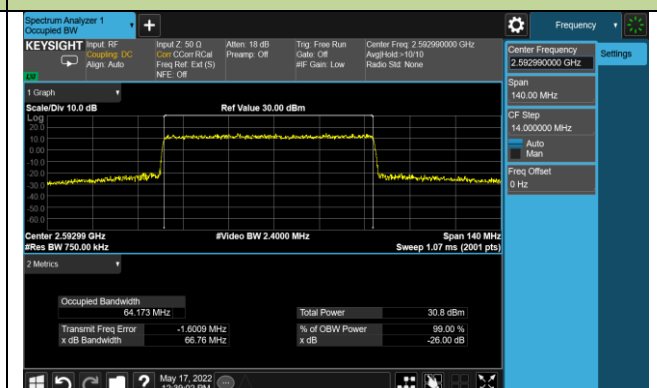 Spectrum Analyzer 1
Occupied BW
Frequency
KEYSIGHT
Input: RF
Coupling: DC
Align: Auto
Input Z: 50 Ω
Corr CCorr RCal
Freq Ref: Ext (S)
NFE: Off
Atten: 18 dB
Preamp: Off
Trig: Free Run
Gate: Off
#IF Gain: Low
Center Freq: 2.592990000 GHz
Avg|Hold:>10/10
Radio Std: None
1 Graph
Scale/Div 10.0 dB
Ref Value 30.00 dBm
Log
20.0
10.0
0.00
-10.0
-20.0
-30.0
-40.0
-50.0
-60.0
Center 2.59299 GHz
#Res BW 750.00 kHz
#Video BW 2.4000 MHz
Span 140 MHz
Sweep 1.07 ms (2001 pts)
2 Metrics
Occupied Bandwidth
64.173 MHz
Transmit Freq Error -1.6009 MHz
x dB Bandwidth 66.76 MHz
Total Power 30.8 dBm
% of OBW Power 99.00 %
x dB -26.00 dB
May 17, 2022
Center Frequency
2.592990000 GHz
Span
140.00 MHz
CF Step
14.000000 MHz
Auto
Man
Freq Offset
0 Hz
Settings